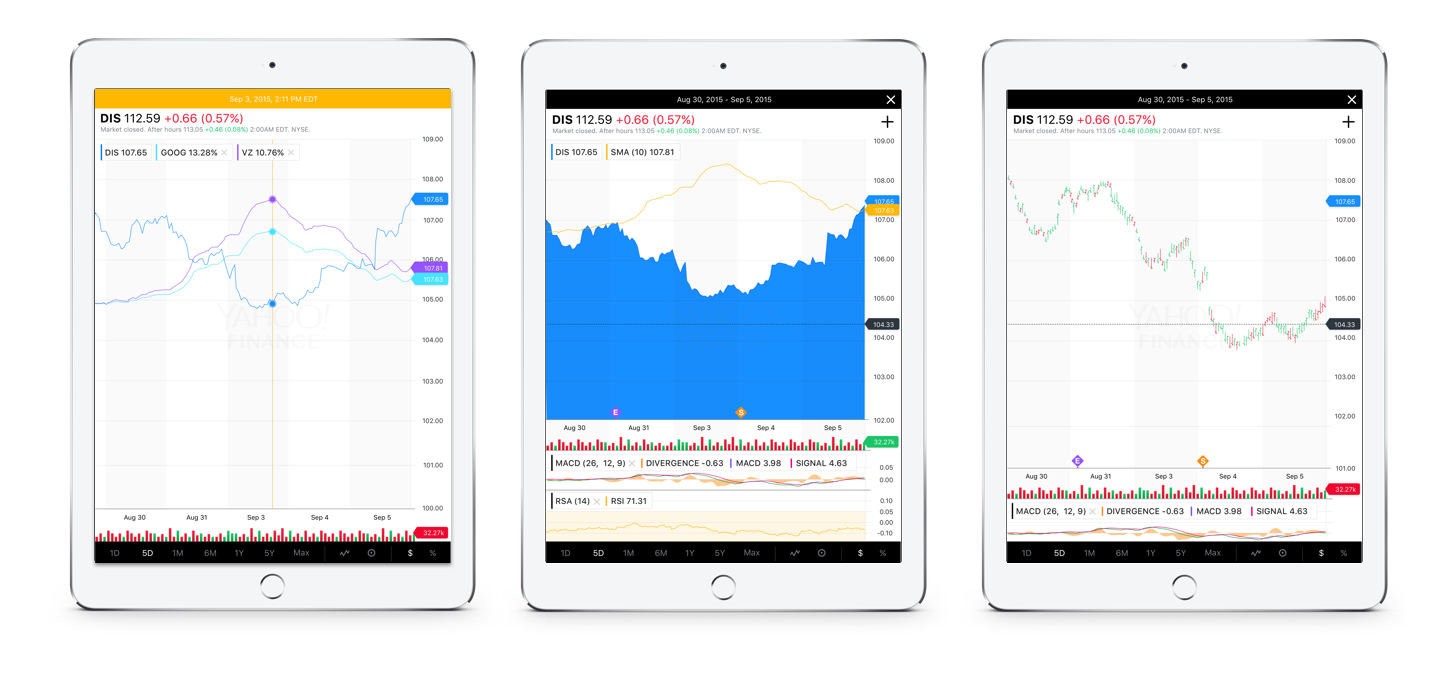 Sep 3, 2015, 2:11 PM EDT
DIS 112.59 +0.66 (0.57%)
Market closed. After hours 113.05 +0.46 (0.08%) 2:00AM EDT. NYSE.
109.00
DIS 107.65 GOOG 13.28% VZ 10.76%
108.00
107.65
107.00
106.00
107.81
107.63
105.00
YAHOO!
FINANCE
104.00
103.00
102.00
101.00
100.00
Aug 30 Aug 31 Sep 3 Sep 4 Sep 5
32.27k
1D 5D 1M 6M 1Y 5Y Max $ %
Aug 30, 2015 - Sep 5, 2015
DIS 112.59 +0.66 (0.57%)
Market closed. After hours 113.05 +0.46 (0.08%) 2:00AM EDT. NYSE.
109.00
DIS 107.65 SMA (10) 107.81
108.00
107.65
107.63
107.00
106.00
105.00
104.33
104.00
103.00
E S
102.00
Aug 30 Aug 31 Sep 3 Sep 4 Sep 5
32.27k
MACD (26, 12, 9) DIVERGENCE -0.63 MACD 3.98 SIGNAL 4.63
0.05
0.00
RSA (14) RSI 71.31
0.10
0.05
0.00
-0.10
1D 5D 1M 6M 1Y 5Y Max $ %
Aug 30, 2015 - Sep 5, 2015
DIS 112.59 +0.66 (0.57%)
Market closed. After hours 113.05 +0.46 (0.08%) 2:00AM EDT. NYSE.
109.00
108.00
107.65
107.00
106.00
105.00
YAHOO!
104.33
FINANCE
104.00
103.00
102.00
E S
101.00
Aug 30 Aug 31 Sep 3 Sep 4 Sep 5
32.27k
MACD (26, 12, 9) DIVERGENCE -0.63 MACD 3.98 SIGNAL 4.63
0.05
0.00
1D 5D 1M 6M 1Y 5Y Max $ %